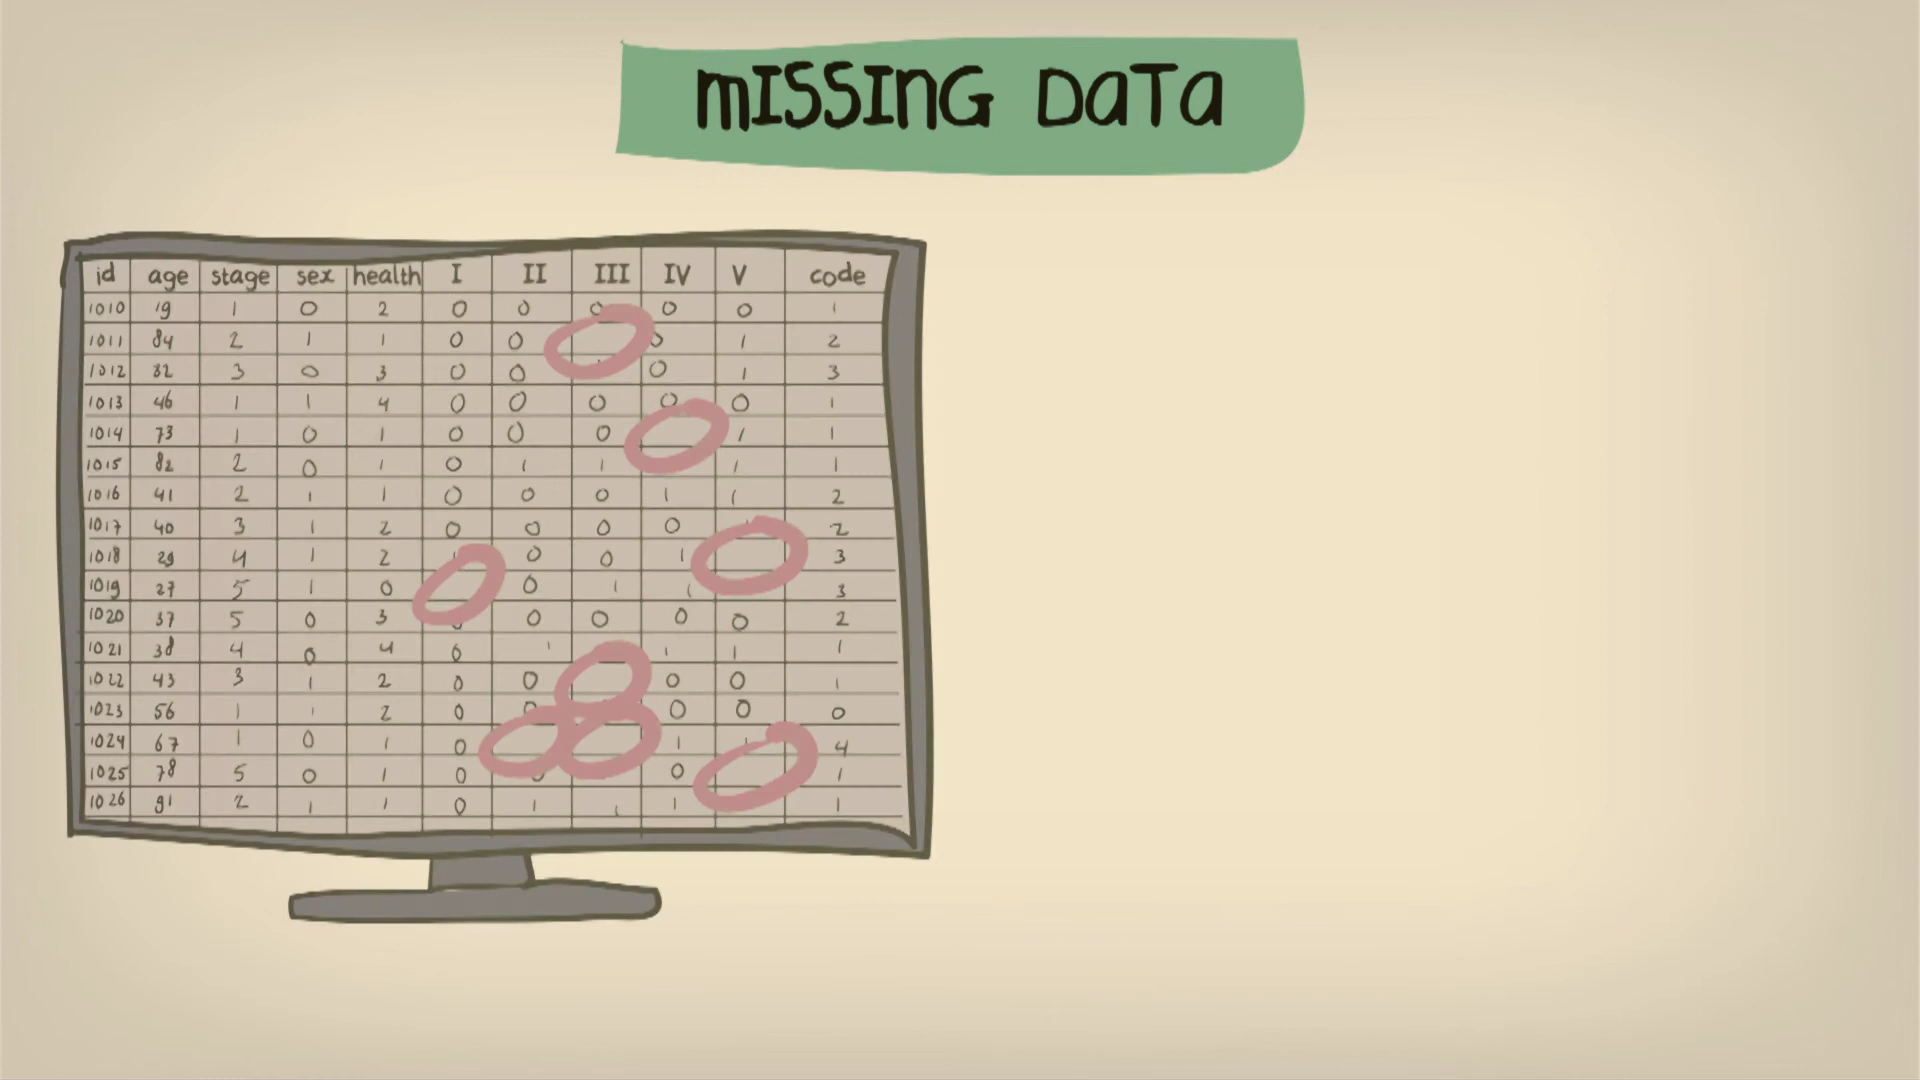 mISSInG DaTa
id age stage sex health I II III IV V code
1010 19 1 0 2 0 0 0 0 0 1
1011 84 2 1 1 0 0 0 1 2
1012 32 3 0 3 0 0 0 1 3
1013 46 1 1 4 0 0 0 0 0 1
1014 73 1 0 1 0 0 0 1 1
1015 82 2 0 1 0 1 1 1 1
1016 41 2 1 1 0 0 0 1 1 2
1017 40 3 1 2 0 0 0 0 2
1018 29 4 1 2 0 0 1 3
1019 27 5 1 0 0 1 1 3
1020 37 5 0 3 0 0 0 0 2
1021 38 4 0 4 0 1 1 1 1
1022 43 3 1 2 0 0 0 0 1
1023 56 1 1 2 0 0 0 0
1024 67 1 0 1 0 1 4
1025 78 5 0 1 0 0 1
1026 91 2 1 1 0 1 1 1 1